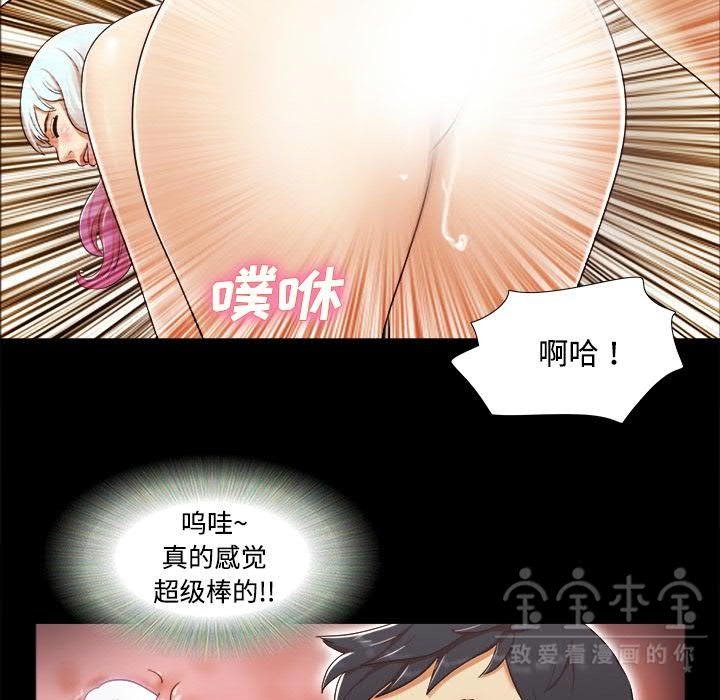 噗咻
啊哈！
呜哇~
真的感觉
超级棒的!!
宝宝本宝
致爱看漫画的你